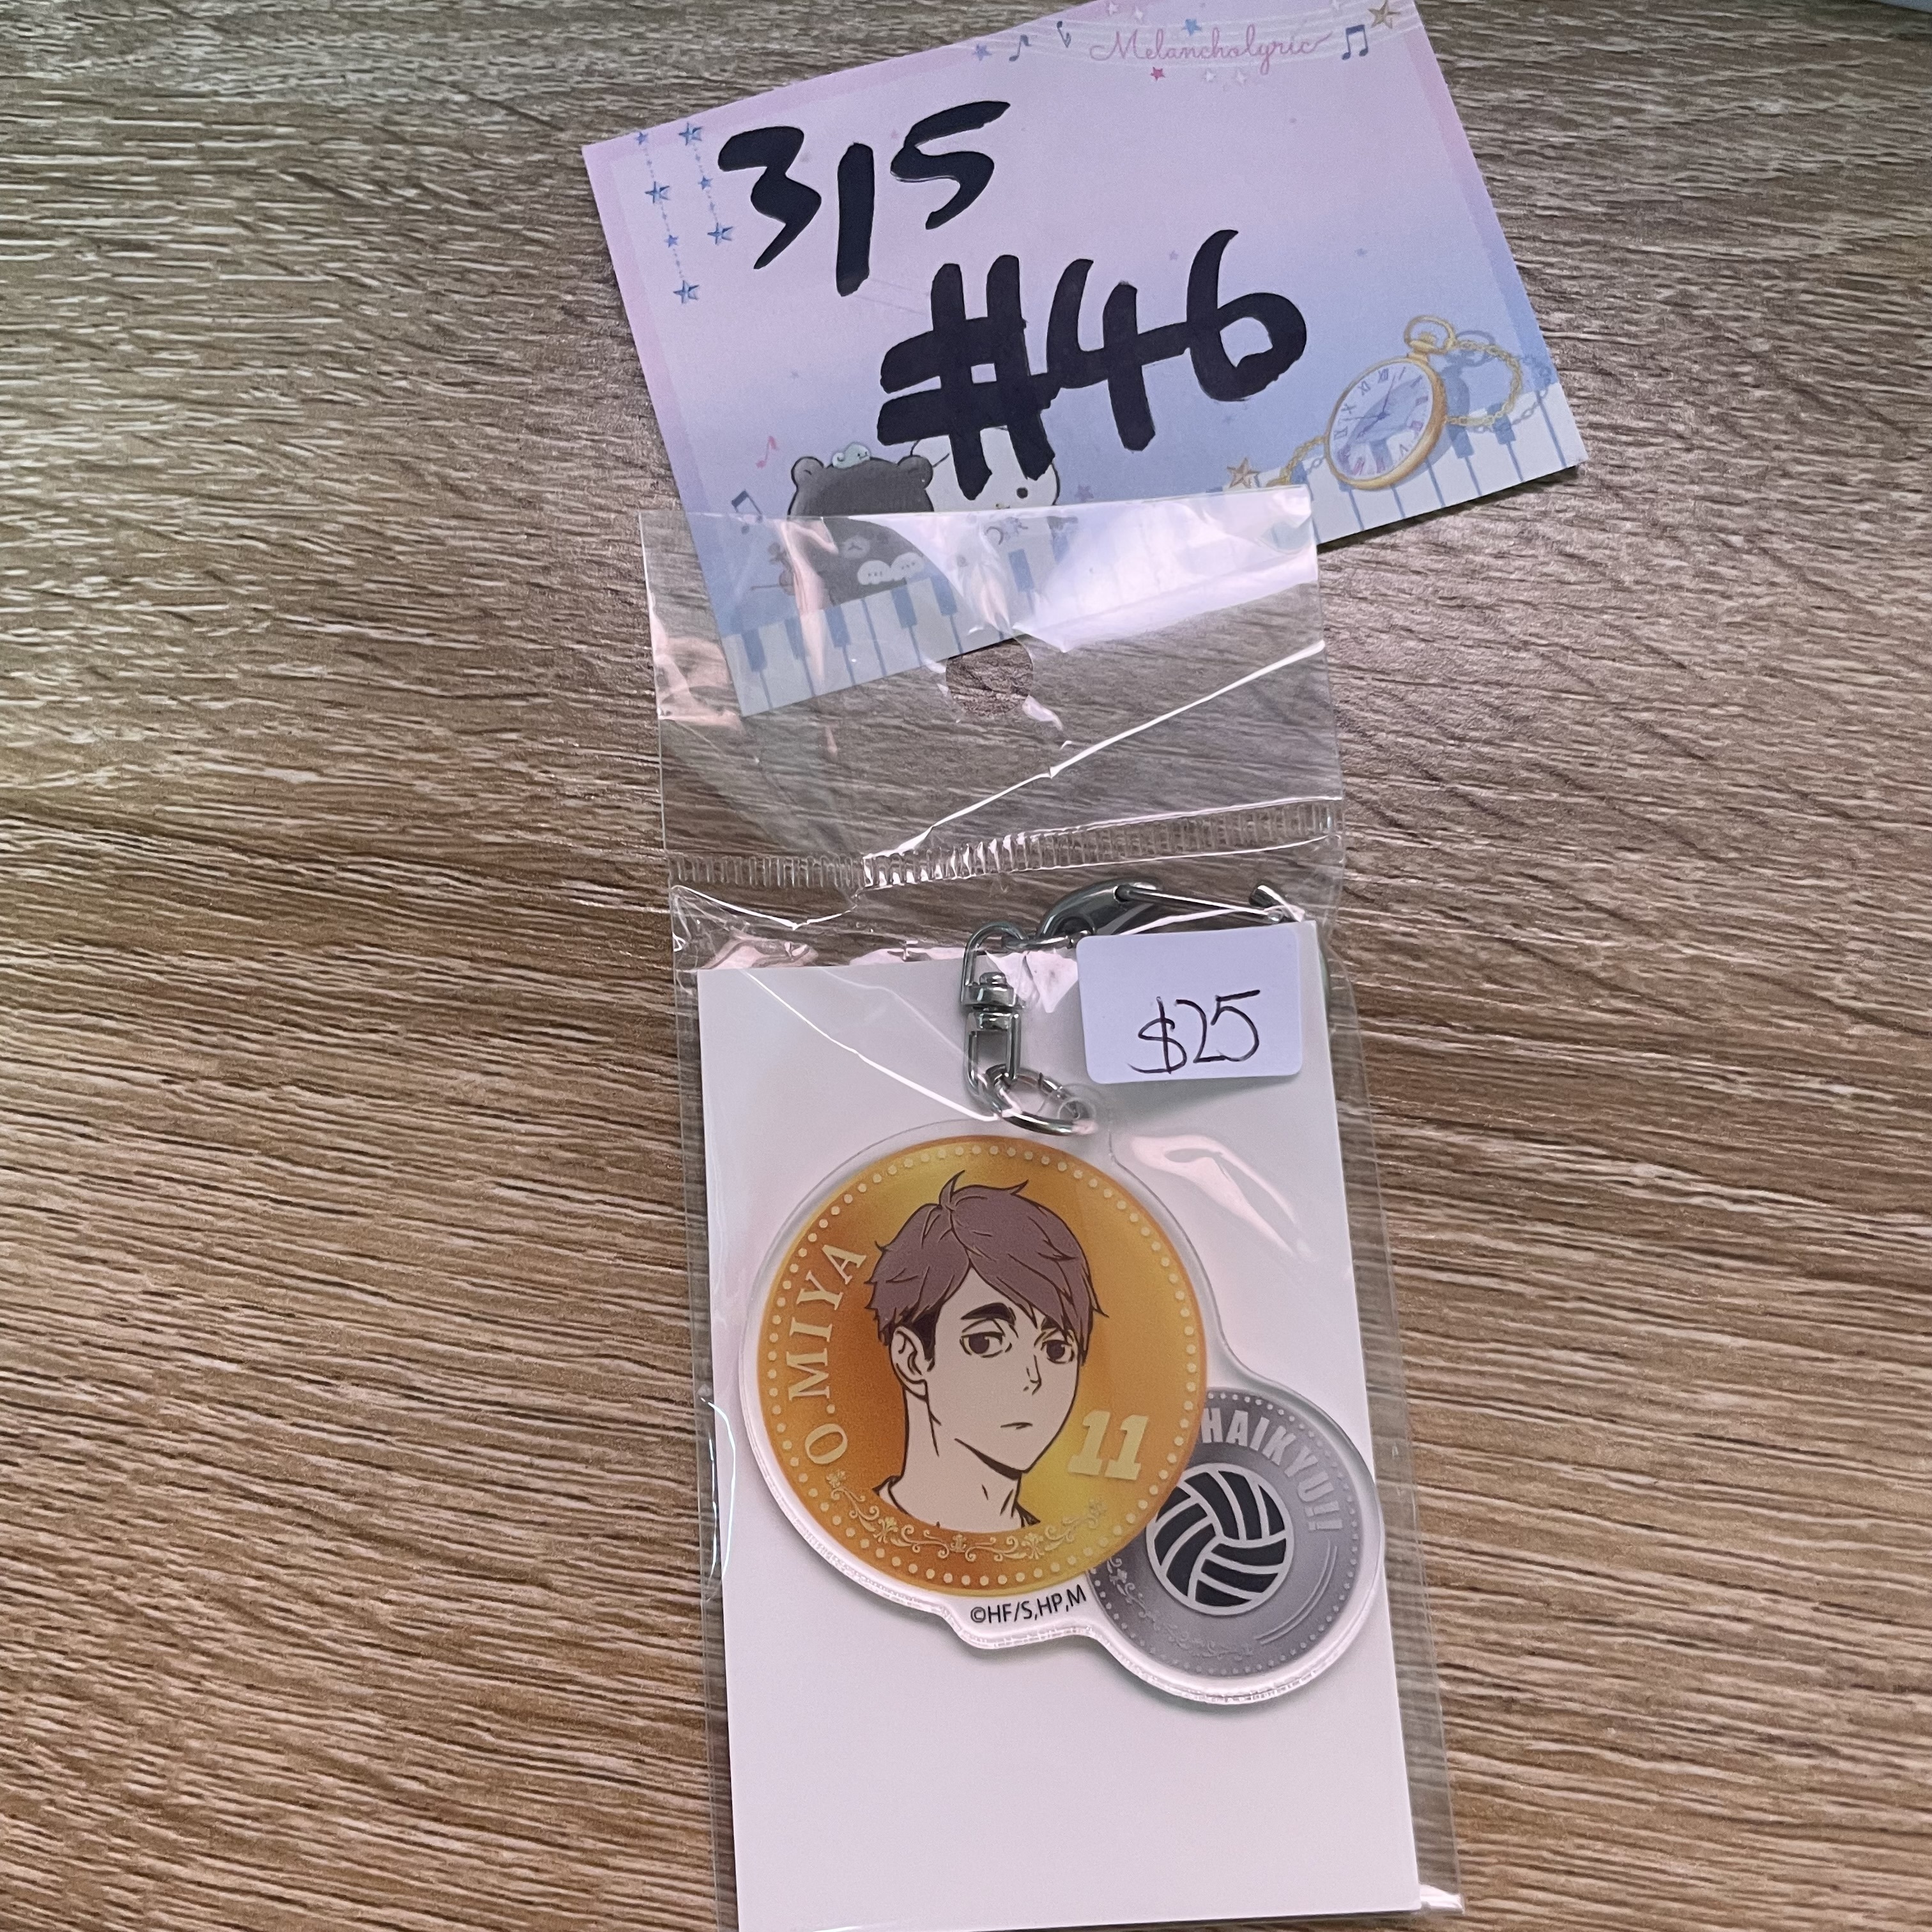 Melancholyric
315
#46
$25
O.MIYA
11
HAIKYU!!
©HF/S,HP,M